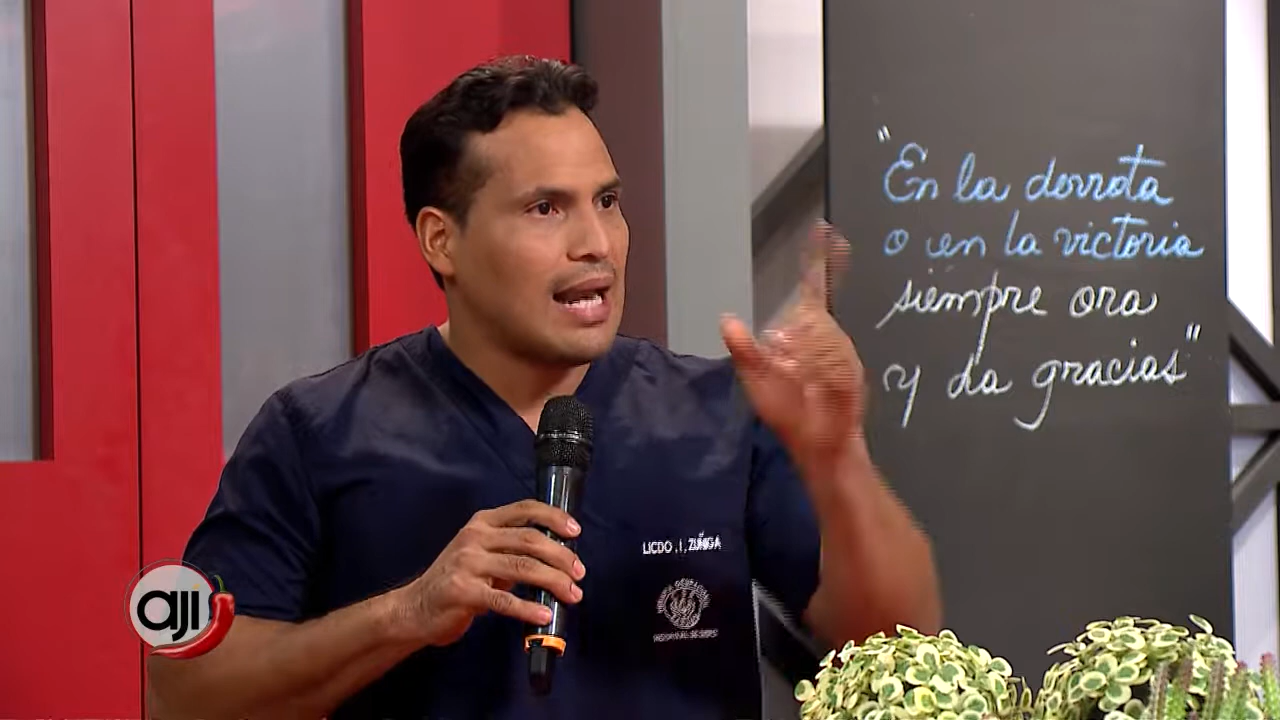 "En la derrota
o en la victoria
siempre ora
y da gracias"
LICDO. I. ZUÑIGA
aji